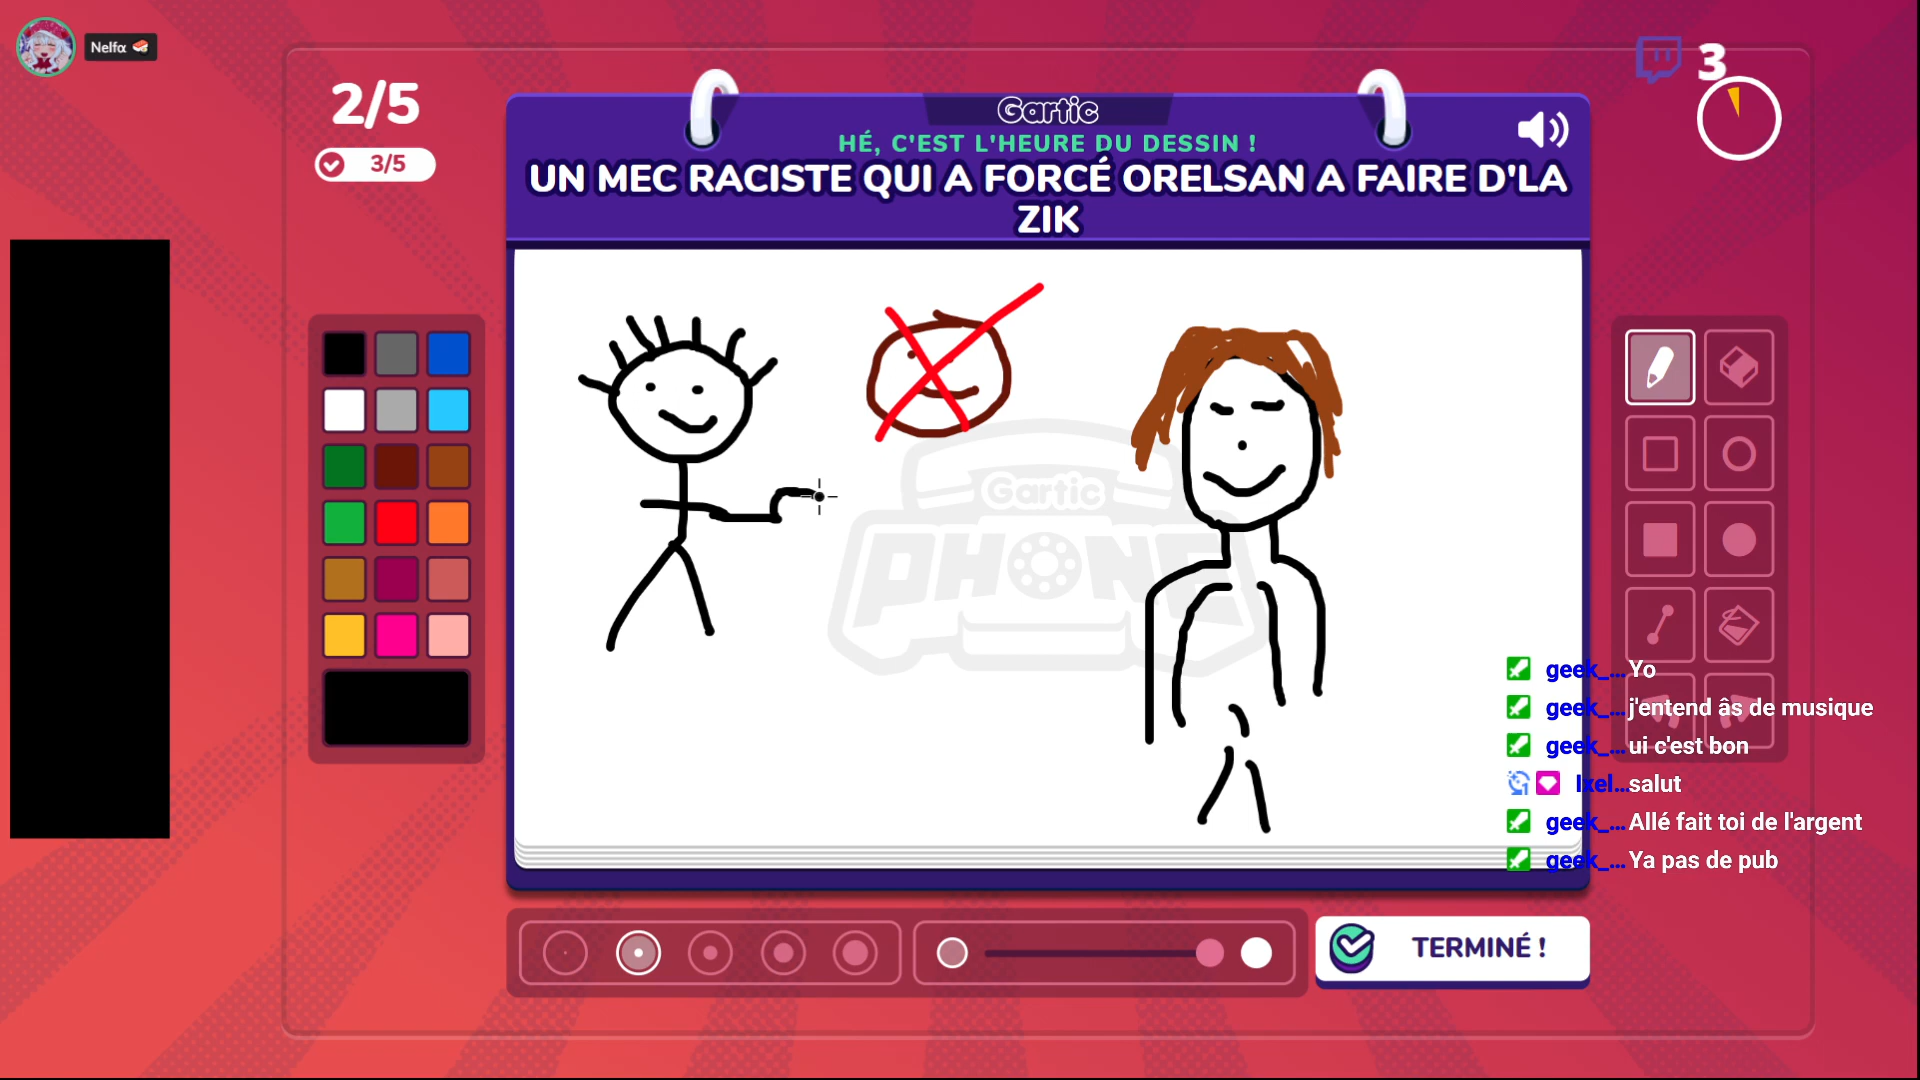 Nelfα
2/5
3/5
3
Gartic
HÉ, C'EST L'HEURE DU DESSIN !
UN MEC RACISTE QUI A FORCÉ ORELSAN A FAIRE D'LA
ZIK
Gartic
PHONE
geek_...Yo
geek_...j'entend âs de musique
geek_...ui c'est bon
Ixel...salut
geek_...Allé fait toi de l'argent
geek_...Ya pas de pub
TERMINÉ !